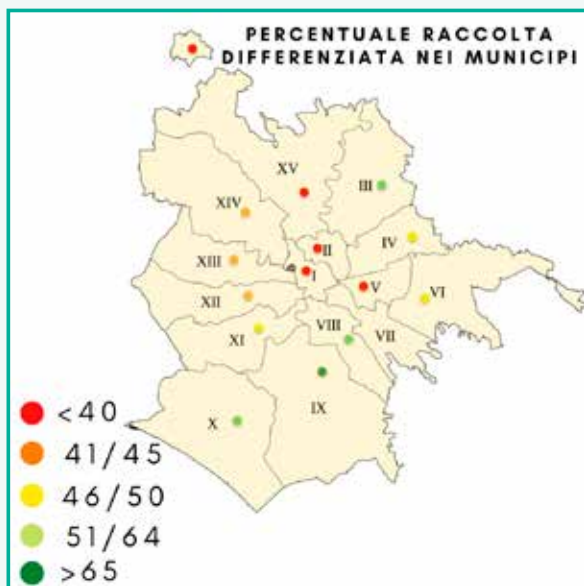 PERCENTUALE RACCOLTA
DIFFERENZIATA NEI MUNICIPI
XV
III
XIV
II
IV
XIII
I
V
VI
XII
VIII
VII
XI
IX
X
<40
41/45
46/50
51/64
>65